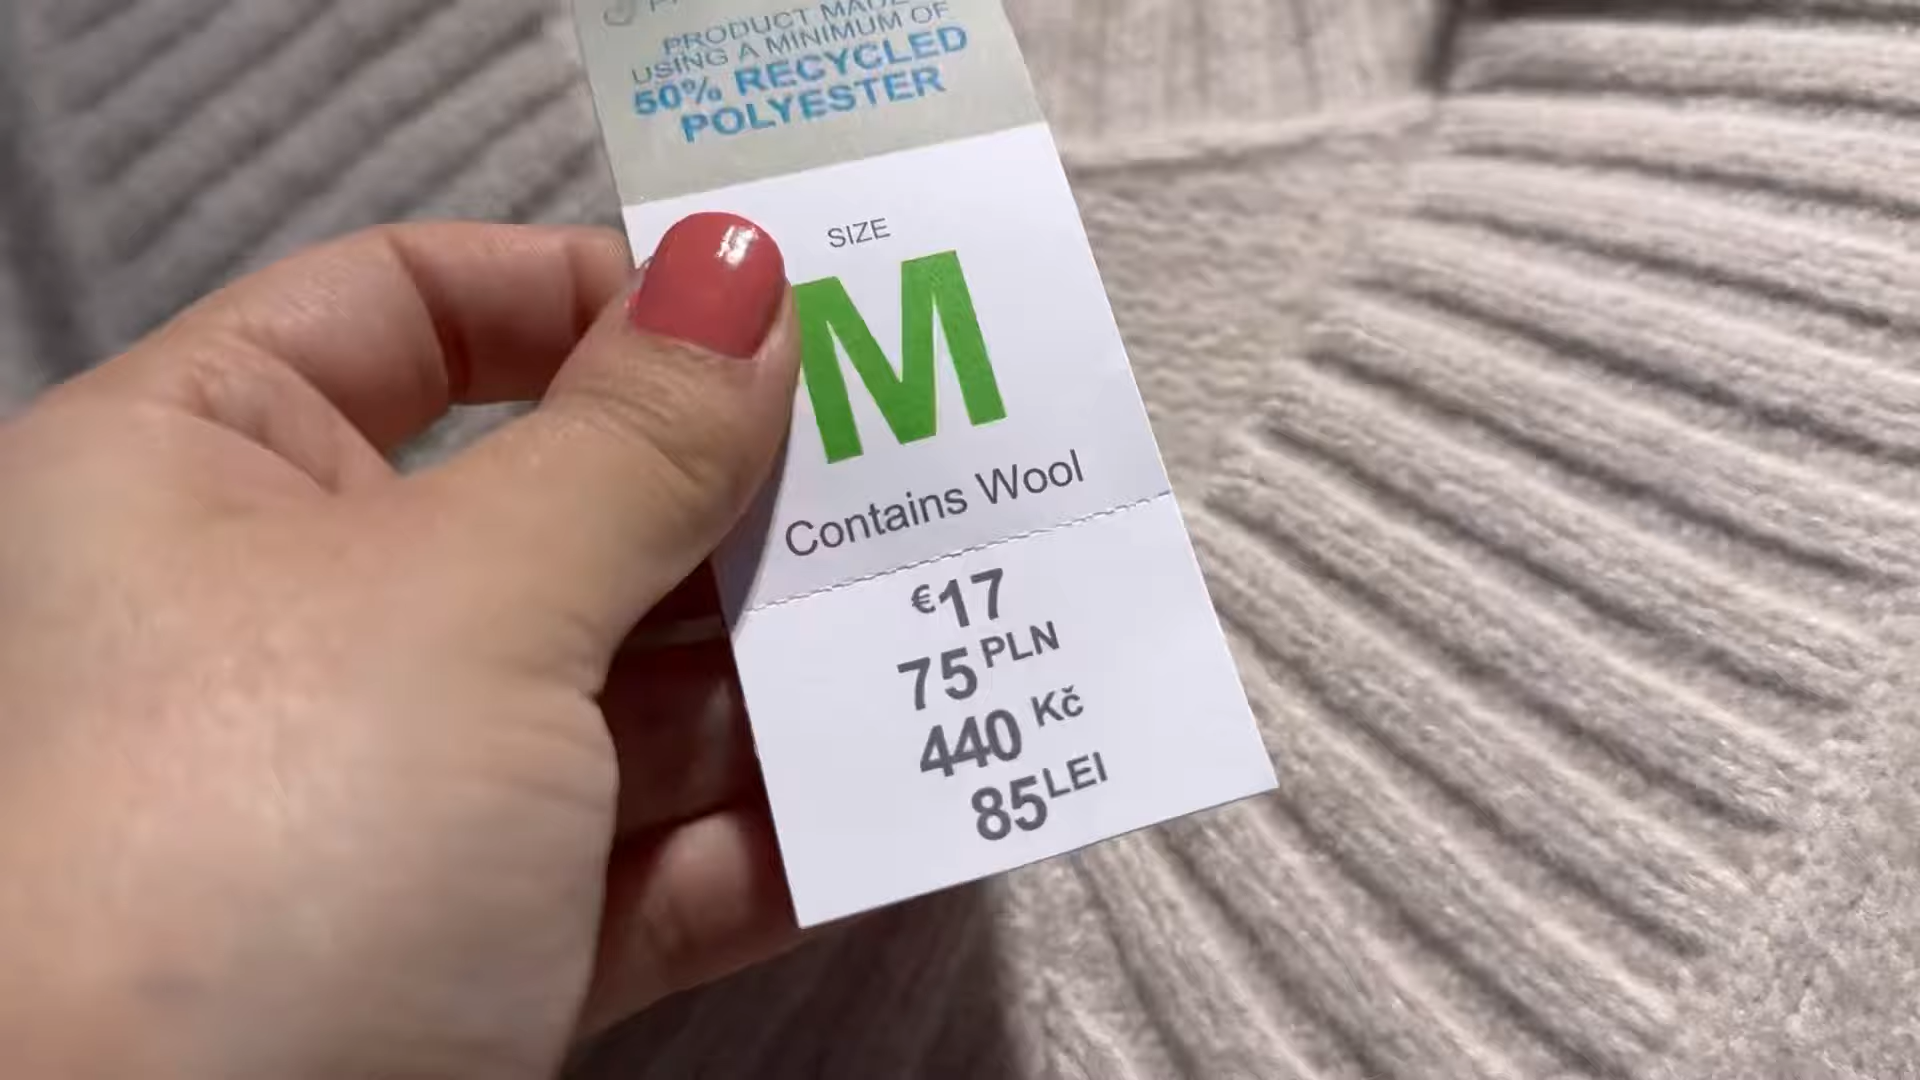 PRODUCT MADE
USING A MINIMUM OF
50% RECYCLED
POLYESTER
SIZE
M
Contains Wool
€17
75 PLN
440 Kč
85 LEI